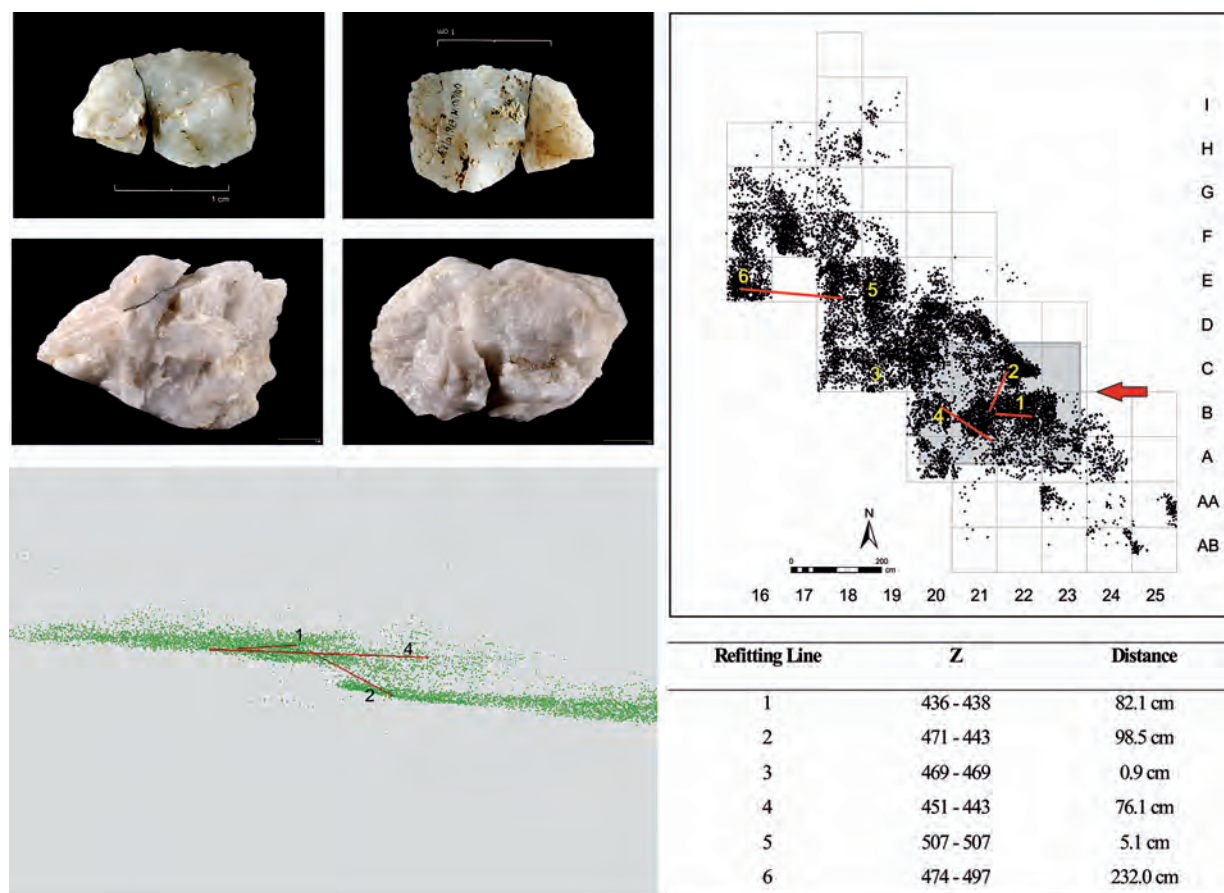 1 cm
1 cm
I
H
G
F
E
D
C
B
A
AA
AB
6
5
3
2
1
4
N
0
200
cm
16 17 18 19 20 21 22 23 24 25
1
4
2
Refitting Line Z Distance
1 436 - 438 82.1 cm
2 471 - 443 98.5 cm
3 469 - 469 0.9 cm
4 451 - 443 76.1 cm
5 507 - 507 5.1 cm
6 474 - 497 232.0 cm